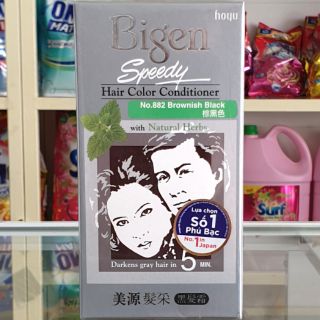 hoyu
Bigen
Speedy
Hair Color Conditioner
No.882 Brownish Black
棕黑色
with Natural Herbs
Lựa chọn
số 1
Phủ Bạc
No.1 in
Japan
Darkens gray hair in 5 MIN.
美源髮采 黑髮霜
Surf